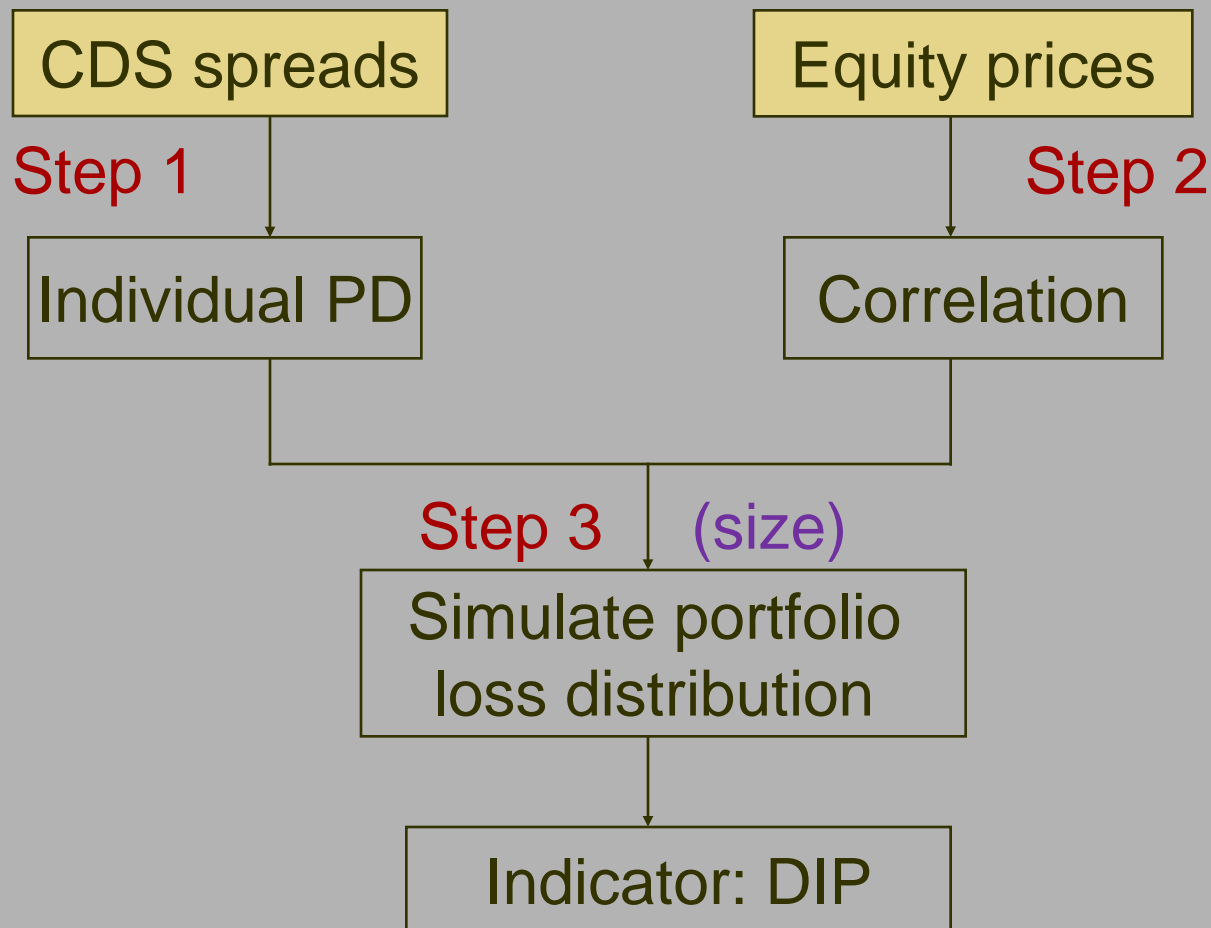 CDS spreads
Equity prices
Step 1
Step 2
Individual PD
Correlation
Step 3
(size)
Simulate portfolio
loss distribution
Indicator: DIP